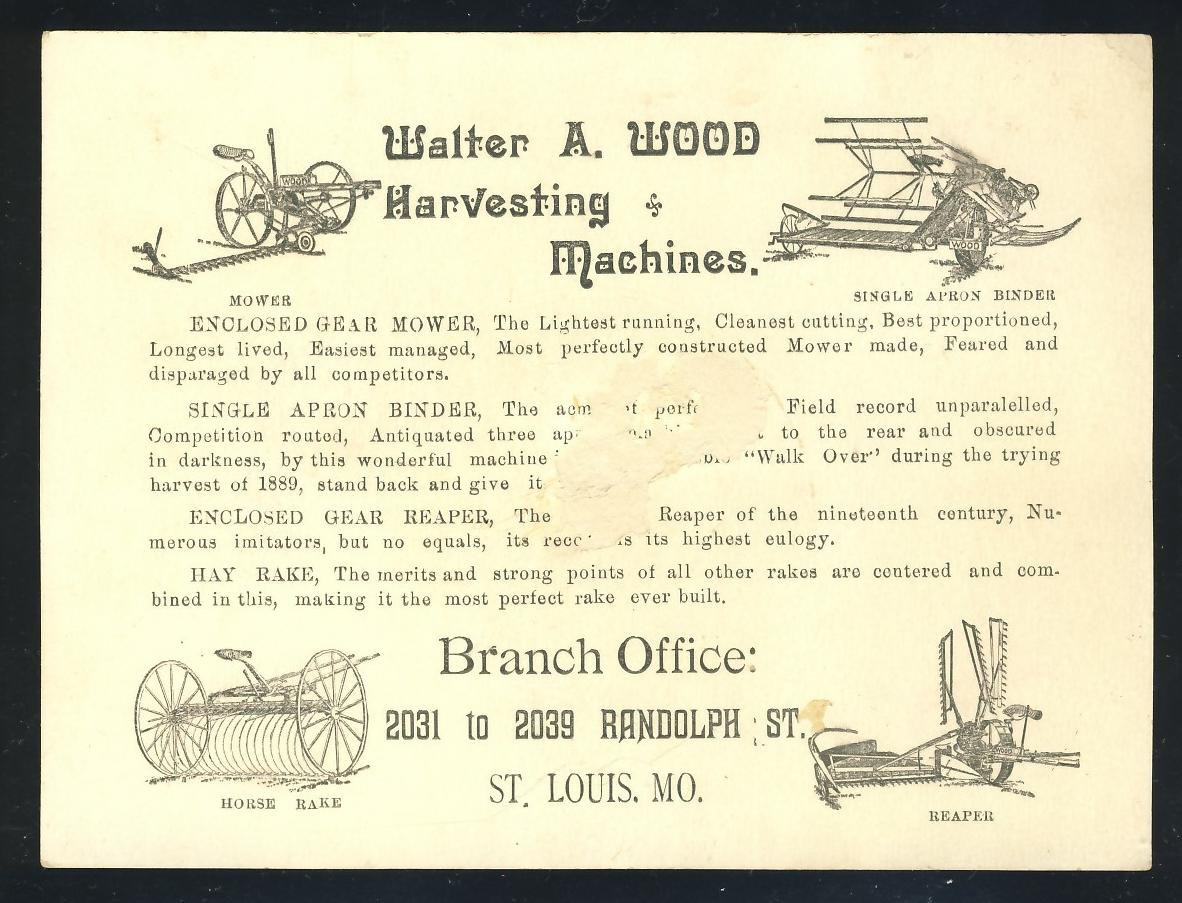 Walter A. WOOD
Harvesting
Machines.
WOOD
WOOD
MOWER
SINGLE APRON BINDER
ENCLOSED GEAR MOWER, The Lightest running, Cleanest cutting, Best proportioned,
Longest lived, Easiest managed, Most perfectly constructed Mower made, Feared and
disparaged by all competitors.
SINGLE APRON BINDER, The Field record unparalelled,
Competition routed, Antiquated three to the rear and obscured
in darkness, by this wonderful machine "Walk Over" during the trying
harvest of 1889, stand back and give it
ENCLOSED GEAR REAPER, The Reaper of the nineteenth century, Nu-
merous imitators, but no equals, its its highest eulogy.
HAY RAKE, The merits and strong points of all other rakes are centered and com-
bined in this, making it the most perfect rake ever built.
Branch Office:
2031 to 2039 RANDOLPH ST.
ST. LOUIS. MO.
WOOD
HORSE RAKE
REAPER